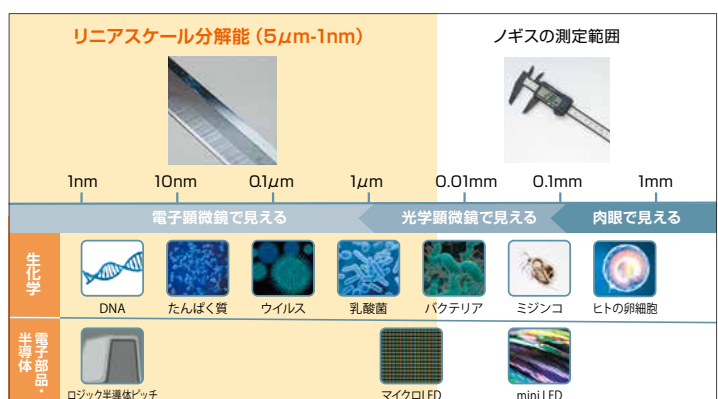 リニアスケール分解能（5μm-1nm）
ノギスの測定範囲
1nm
10nm
0.1μm
1μm
0.01mm
0.1mm
1mm
電子顕微鏡で見える
光学顕微鏡で見える
肉眼で見える
生化学
DNA
たんぱく質
ウイルス
乳酸菌
バクテリア
ミジンコ
ヒトの卵細胞
電子部品・
半導体
ロジック半導体ピッチ
マイクロLED
mini LED